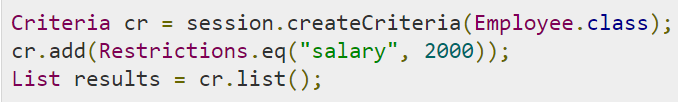 Criteria cr = session.createCriteria(Employee.class);
cr.add(Restrictions.eq("salary", 2000));
List results = cr.list();